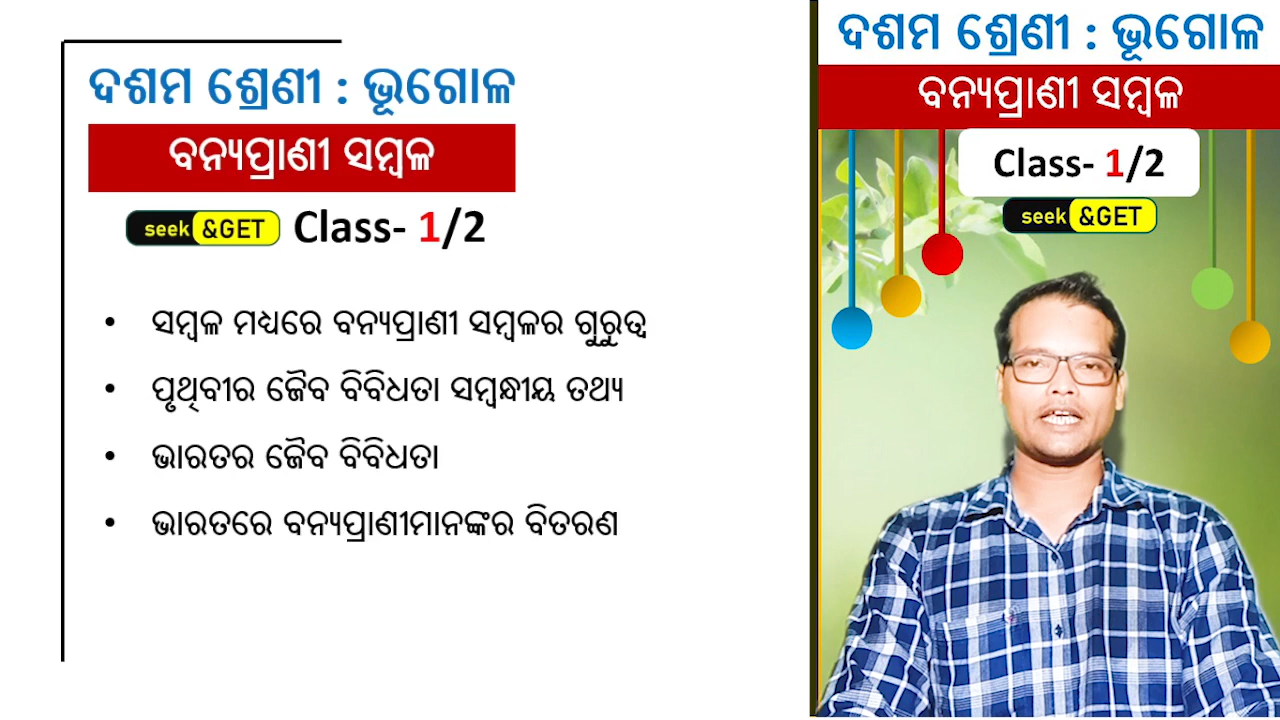 ଦଶମ ଶ୍ରେଣୀ : ଭୂଗୋଳ
ବନ୍ୟପ୍ରାଣୀ ସମ୍ବଳ
seek &GET Class- 1/2
• ସମ୍ବଳ ମଧ୍ୟରେ ବନ୍ୟପ୍ରାଣୀ ସମ୍ବଳର ଗୁରୁତ୍ୱ
• ପୃଥିବୀର ଜୈବ ବିବିଧତା ସମ୍ବନ୍ଧୀୟ ତଥ୍ୟ
• ଭାରତର ଜୈବ ବିବିଧତା
• ଭାରତରେ ବନ୍ୟପ୍ରାଣୀମାନଙ୍କର ବିତରଣ
ଦଶମ ଶ୍ରେଣୀ : ଭୂଗୋଳ
ବନ୍ୟପ୍ରାଣୀ ସମ୍ବଳ
Class- 1/2
seek &GET